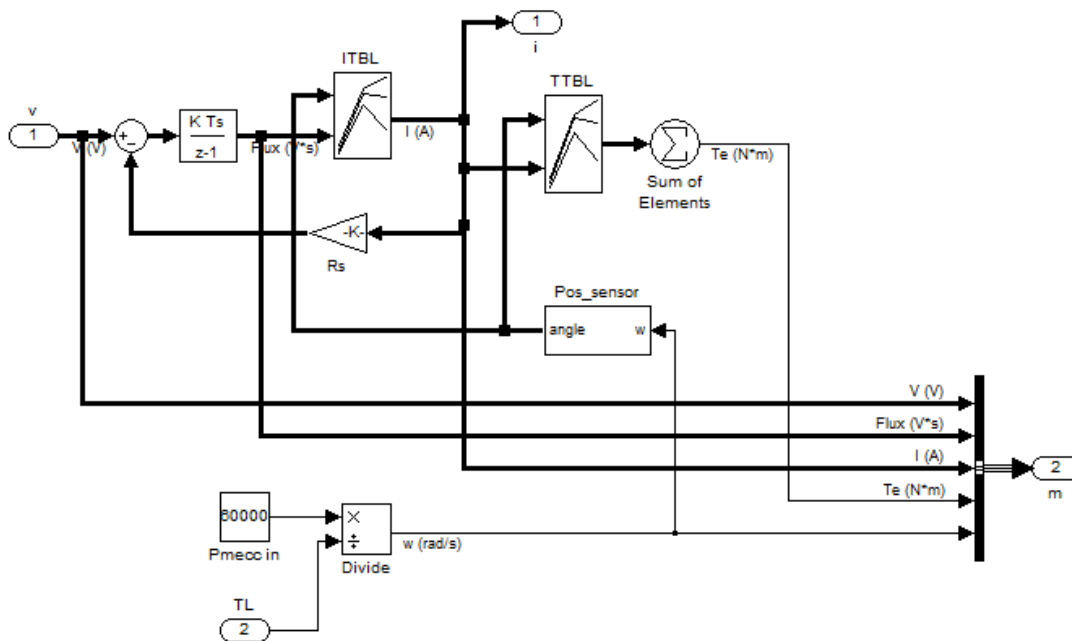 1
i
ITBL
TTBL
v
1
V (V)
+
−
K Ts
z-1
Flux (V*s)
I (A)
Te (N*m)
Sum of
Elements
-K-
Rs
Pos_sensor
angle
w
V (V)
Flux (V*s)
I (A)
2
m
Te (N*m)
Pmecc in
×
÷
w (rad/s)
Divide
TL
2